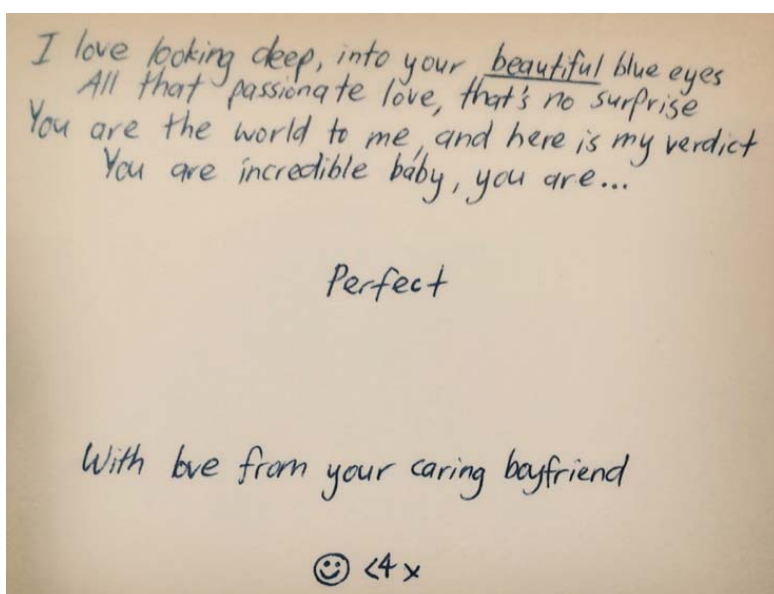 I love looking deep, into your beautiful blue eyes
All that passionate love, that's no surprise
You are the world to me, and here is my verdict
You are incredible baby, you are...
Perfect
With love from your caring boyfriend
☺ <4 x